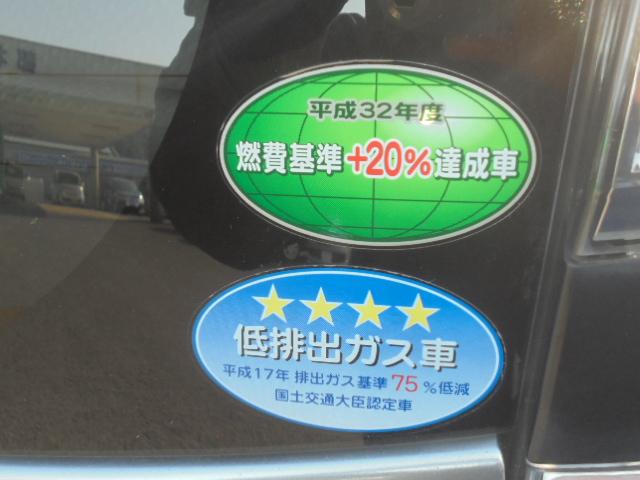 平成32年度
燃費基準+20%達成車
低排出ガス車
平成17年 排出ガス基準75%低減
国土交通大臣認定車